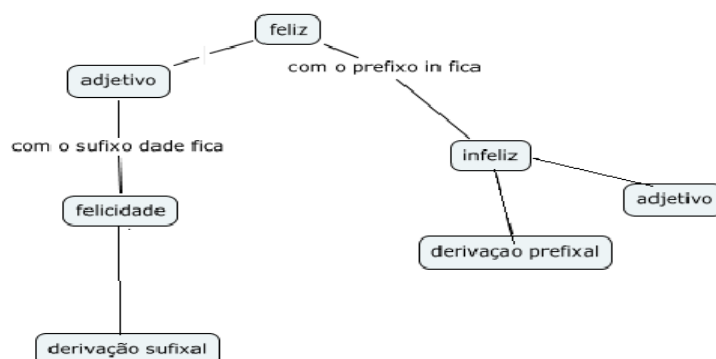 feliz
com o prefixo in fica
adjetivo
com o sufixo dade fica
infeliz
adjetivo
felicidade
derivaçao prefixal
derivação sufixal